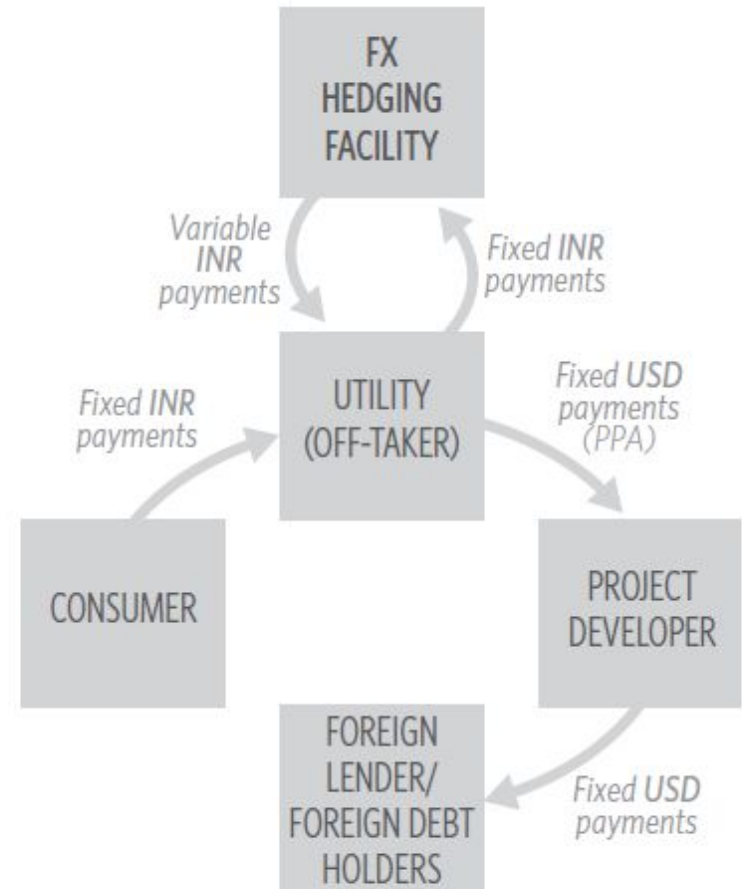 FX
HEDGING
FACILITY
Variable
INR
payments
Fixed INR
payments
Fixed INR
payments
UTILITY
(OFF-TAKER)
Fixed USD
payments
(PPA)
CONSUMER
PROJECT
DEVELOPER
FOREIGN
LENDER/
FOREIGN DEBT
HOLDERS
Fixed USD
payments